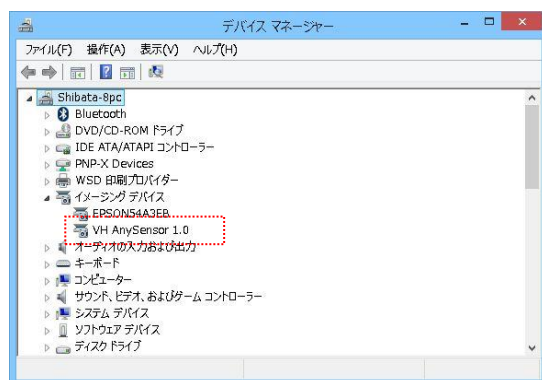 デバイス マネージャー
ファイル(F) 操作(A) 表示(V) ヘルプ(H)
Shibata-8pc
Bluetooth
DVD/CD-ROM ドライブ
IDE ATA/ATAPI コントローラー
PNP-X Devices
WSD 印刷プロバイダー
イメージング デバイス
EPSON54A3EB
VH AnySensor 1.0
オーディオの入力および出力
キーボード
コンピューター
サウンド、ビデオ、およびゲーム コントローラー
システム デバイス
ソフトウェア デバイス
ディスク ドライブ